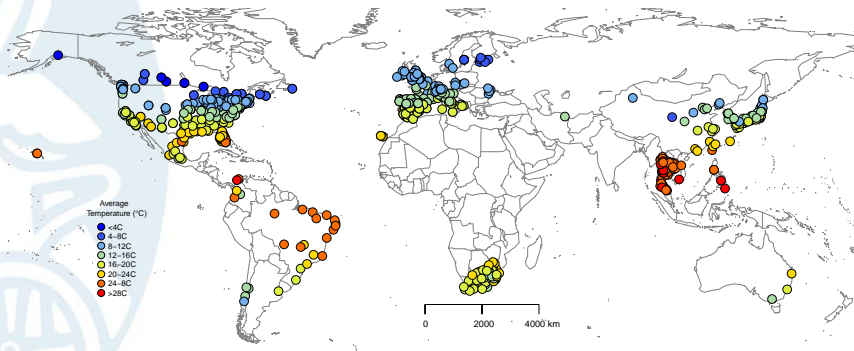 Average
Temperature (°C)
<4C
4–8C
8–12C
12–16C
16–20C
20–24C
24–8C
>28C
0 2000 4000 km